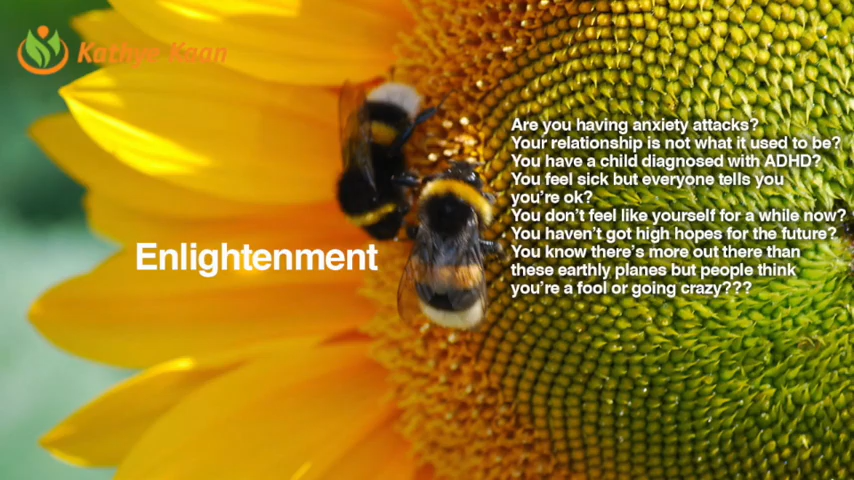 Kathye Kaan
Are you having anxiety attacks?
Your relationship is not what it used to be?
You have a child diagnosed with ADHD?
You feel sick but everyone tells you
you're ok?
You don't feel like yourself for a while now?
You haven't got high hopes for the future?
You know there's more out there than
these earthly planes but people think
you're a fool or going crazy???
Enlightenment